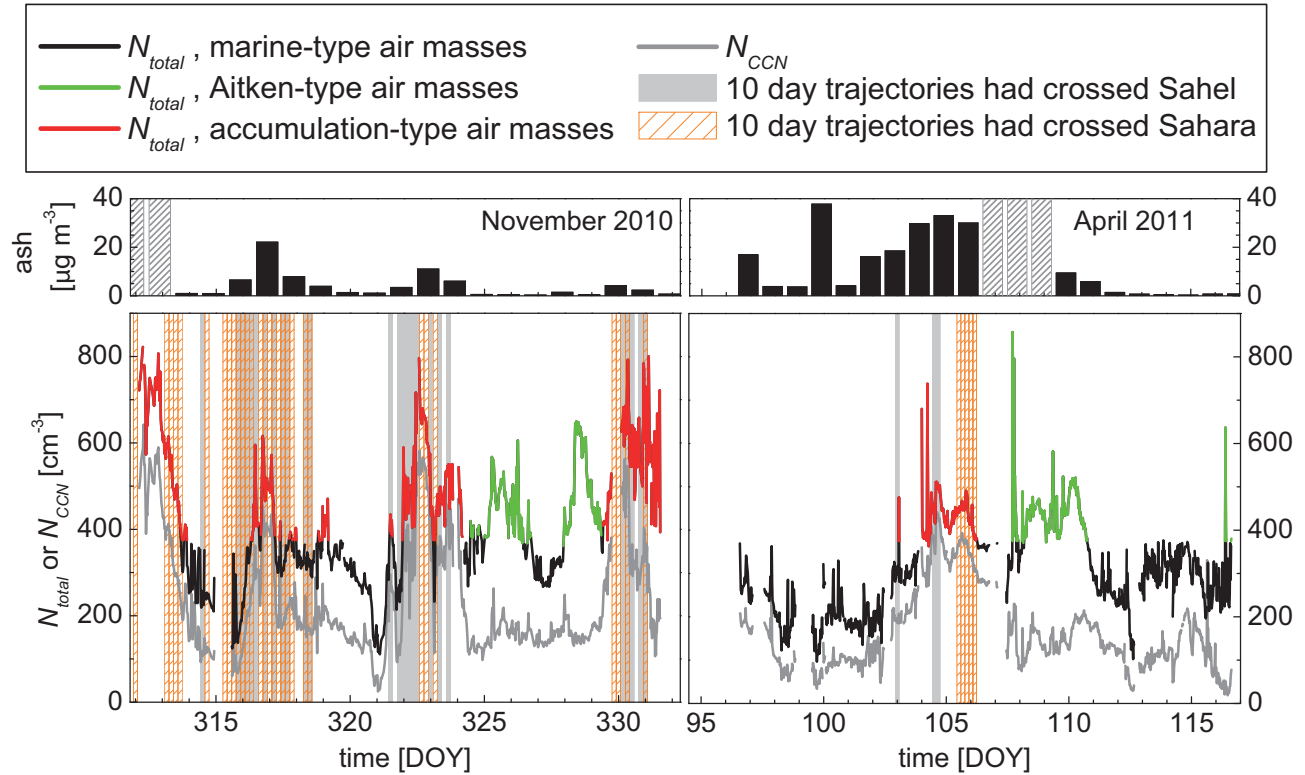 N_total , marine-type air masses
N_total , Aitken-type air masses
N_total , accumulation-type air masses
N_CCN
10 day trajectories had crossed Sahel
10 day trajectories had crossed Sahara
ash
[µg m⁻³]
40
20
0
November 2010
April 2011
40
20
0
N_total or N_CCN [cm⁻³]
800
600
400
200
0
800
600
400
200
0
315 320 325 330
95 100 105 110 115
time [DOY]
time [DOY]